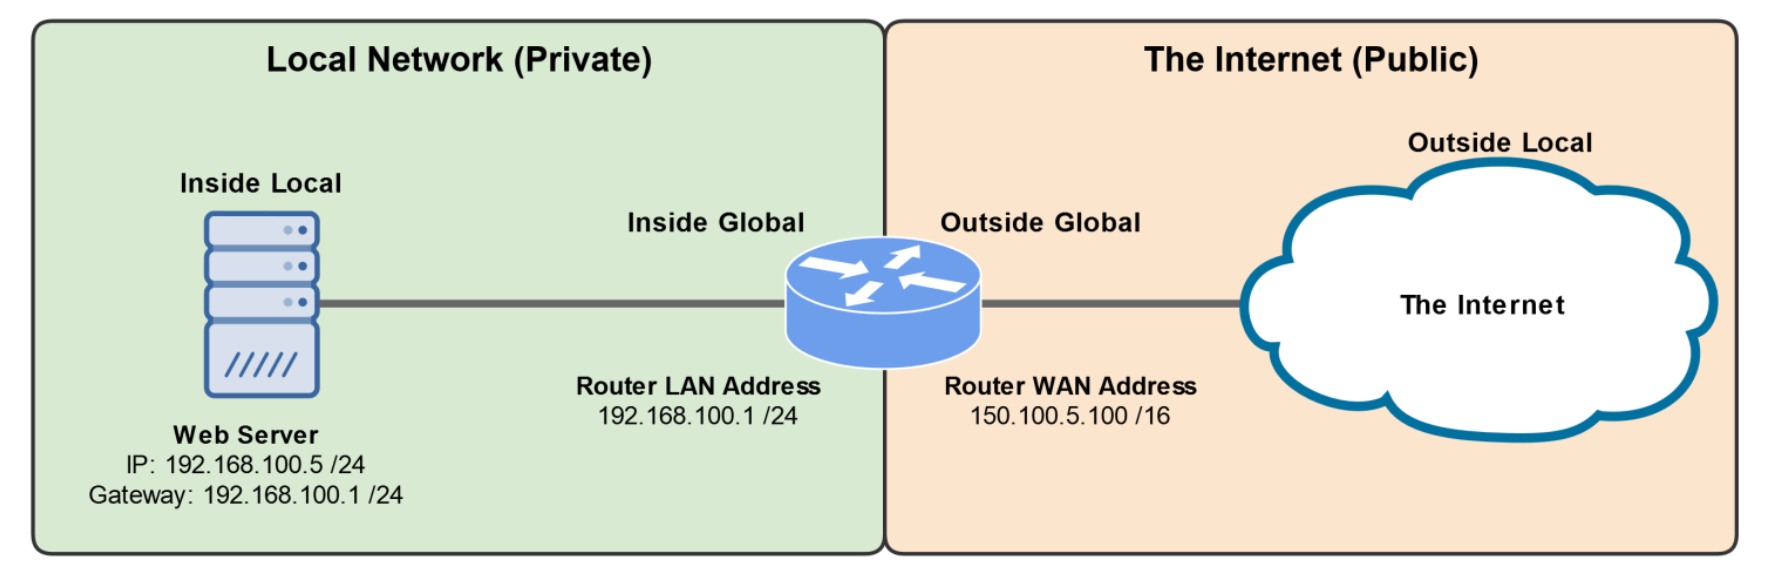 Local Network (Private)
The Internet (Public)
Outside Local
Inside Local
Inside Global
Outside Global
The Internet
Router LAN Address
192.168.100.1 /24
Router WAN Address
150.100.5.100 /16
Web Server
IP: 192.168.100.5 /24
Gateway: 192.168.100.1 /24